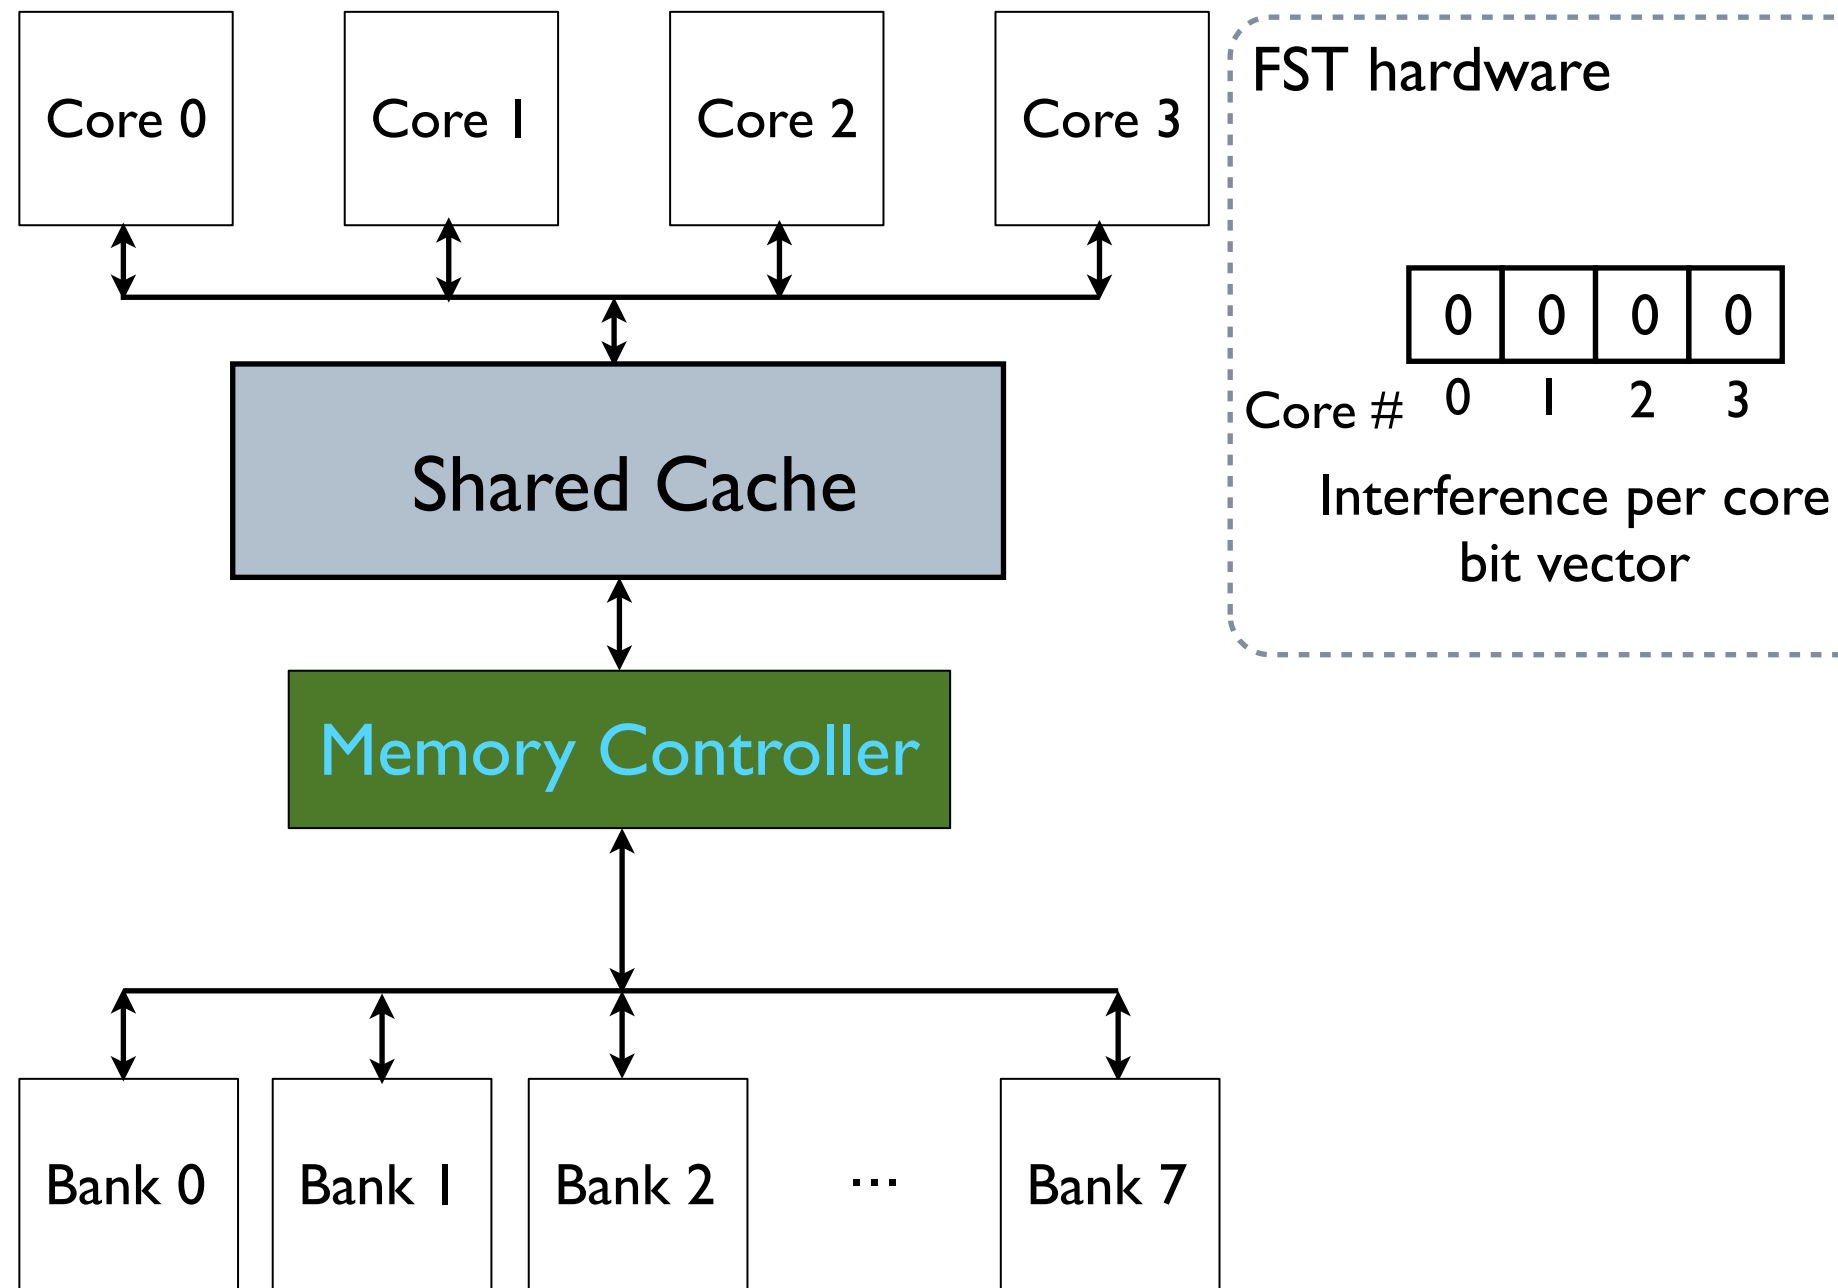 Core 0
Core 1
Core 2
Core 3
FST hardware
0 0 0 0
Core # 0 1 2 3
Interference per core
bit vector
Shared Cache
Memory Controller
Bank 0
Bank 1
Bank 2
...
Bank 7